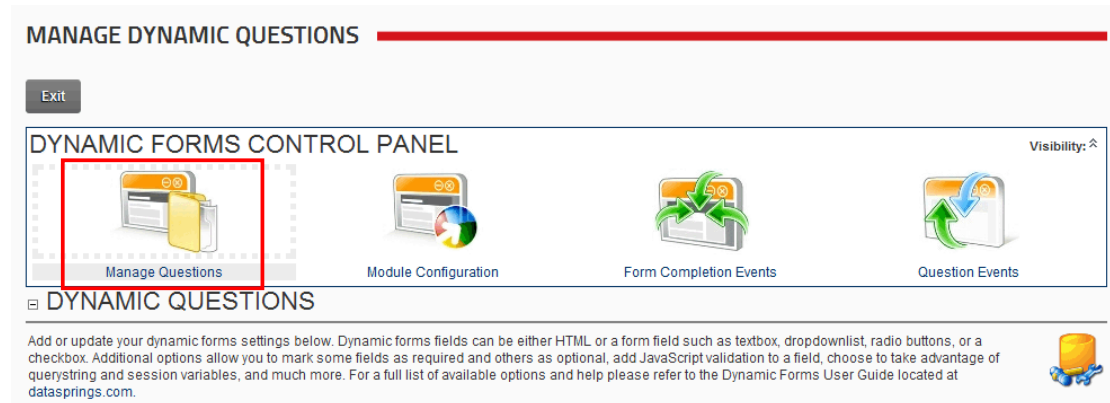 MANAGE DYNAMIC QUESTIONS
Exit
DYNAMIC FORMS CONTROL PANEL
Visibility:
Manage Questions
Module Configuration
Form Completion Events
Question Events
DYNAMIC QUESTIONS
Add or update your dynamic forms settings below. Dynamic forms fields can be either HTML or a form field such as textbox, dropdownlist, radio buttons, or a
checkbox. Additional options allow you to mark some fields as required and others as optional, add JavaScript validation to a field, choose to take advantage of
querystring and session variables, and much more. For a full list of available options and help please refer to the Dynamic Forms User Guide located at
datasprings.com.